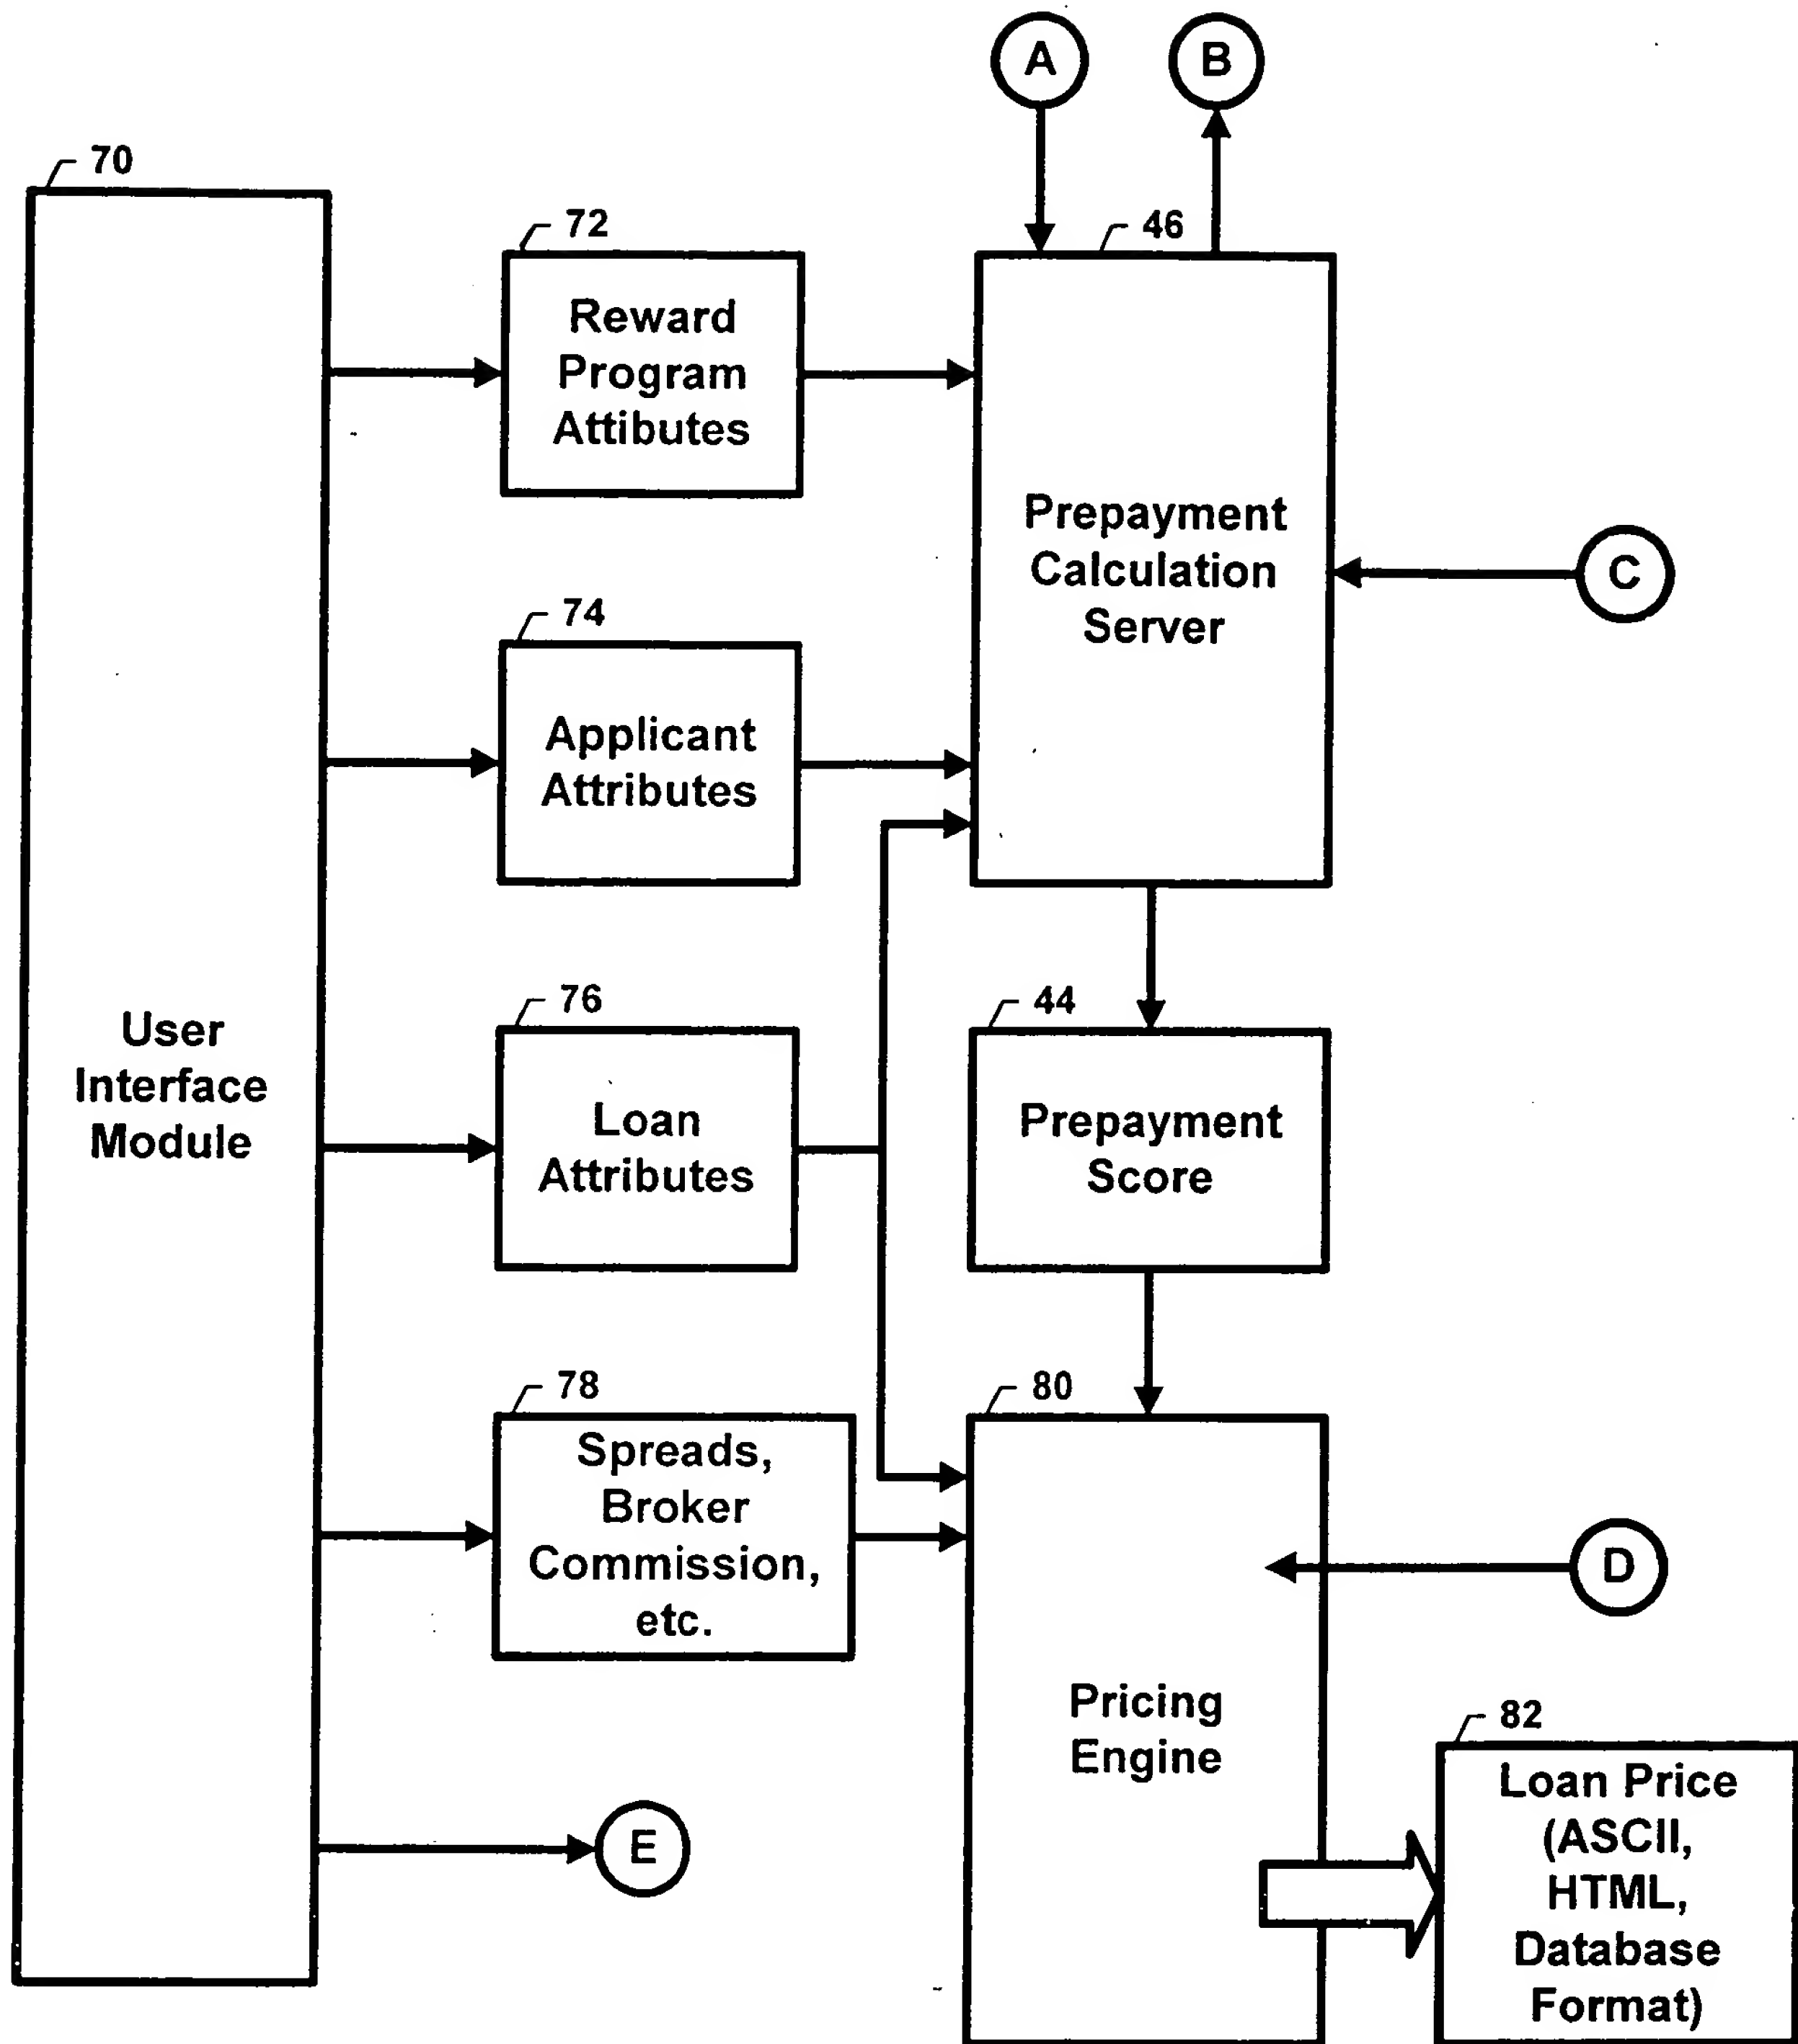 A
B
70
72
46
Reward
Program
Attibutes
Prepayment
Calculation
Server
C
74
Applicant
Attributes
User
Interface
Module
76
Loan
Attributes
44
Prepayment
Score
78
Spreads,
Broker
Commission,
etc.
80
Pricing
Engine
D
E
82
Loan Price
(ASCII,
HTML,
Database
Format)